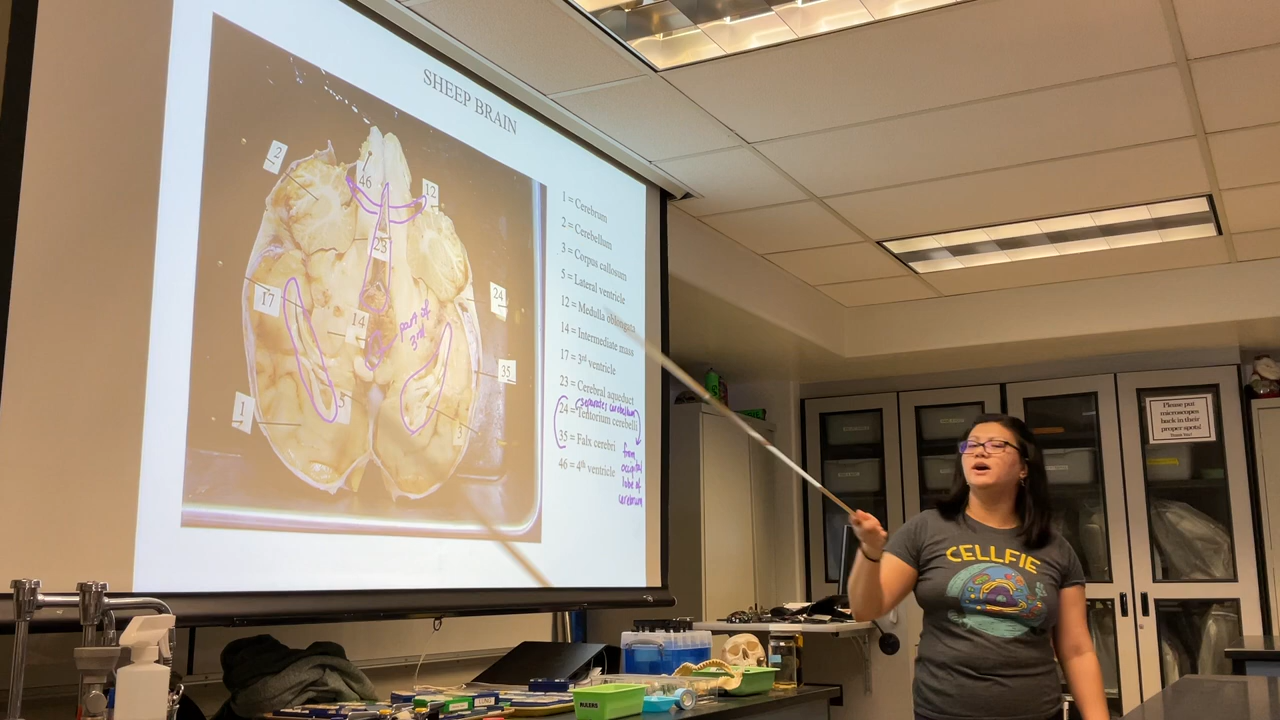 SHEEP BRAIN
2
46
12
23
17
24
14
part of
3rd
35
1
5
3
1 = Cerebrum
2 = Cerebellum
3 = Corpus callosum
5 = Lateral ventricle
12 = Medulla oblongata
14 = Intermediate mass
17 = 3rd ventricle
23 = Cerebral aqueduct
separates cerebellum
24 = Tentorium cerebelli
35 = Falx cerebri
46 = 4th ventricle
from
occipital
lobe of
cerebrum
Please put
microscopes
back in their
proper spots!
Thank You!
CELLFIE
RULERS